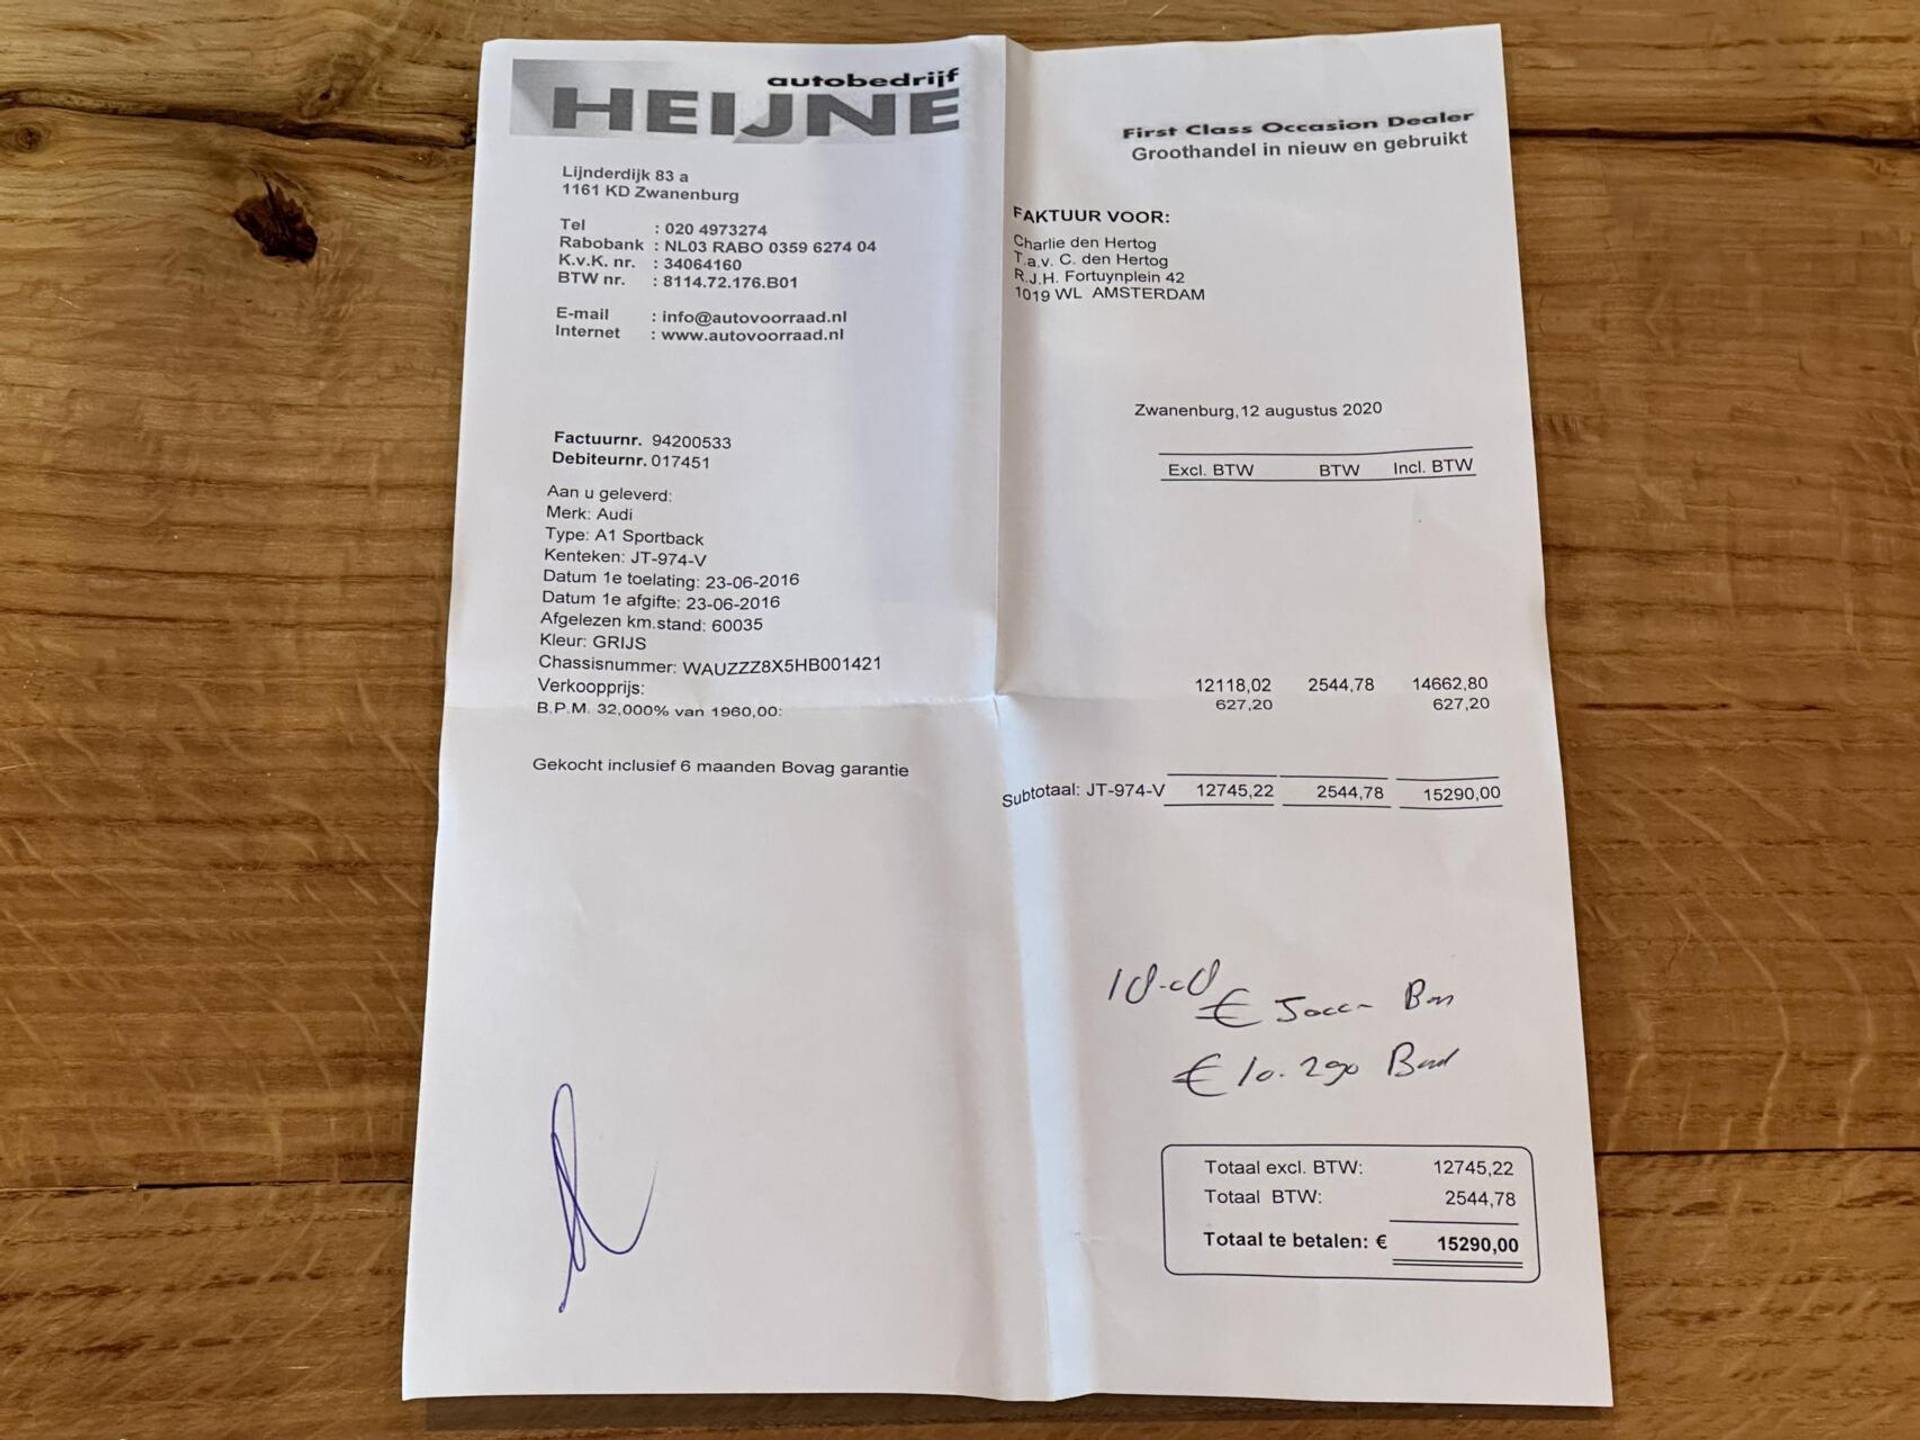 autobedrijf
HEIJNE
First Class Occasion Dealer
Groothandel in nieuw en gebruikt
Lijnderdijk 83 a
1161 KD Zwanenburg
Tel : 020 4973274
Rabobank : NL03 RABO 0359 6274 04
K.v.K. nr. : 34064160
BTW nr. : 8114.72.176.B01
E-mail : info@autovoorraad.nl
Internet : www.autovoorraad.nl
FAKTUUR VOOR:
Charlie den Hertog
T.a.v. C. den Hertog
R.J.H. Fortuynplein 42
1019 WL AMSTERDAM
Zwanenburg,12 augustus 2020
Factuurnr. 94200533
Debiteurnr. 017451
Excl. BTW BTW Incl. BTW
Aan u geleverd:
Merk: Audi
Type: A1 Sportback
Kenteken: JT-974-V
Datum 1e toelating: 23-06-2016
Datum 1e afgifte: 23-06-2016
Afgelezen km.stand: 60035
Kleur: GRIJS
Chassisnummer: WAUZZZ8X5HB001421
Verkoopprijs: 12118,02 2544,78 14662,80
B.P.M. 32,000% van 1960,00: 627,20 627,20
Gekocht inclusief 6 maanden Bovag garantie
Subtotaal: JT-974-V 12745,22 2544,78 15290,00
€
€ 10.290
Totaal excl. BTW: 12745,22
Totaal BTW: 2544,78
Totaal te betalen: € 15290,00